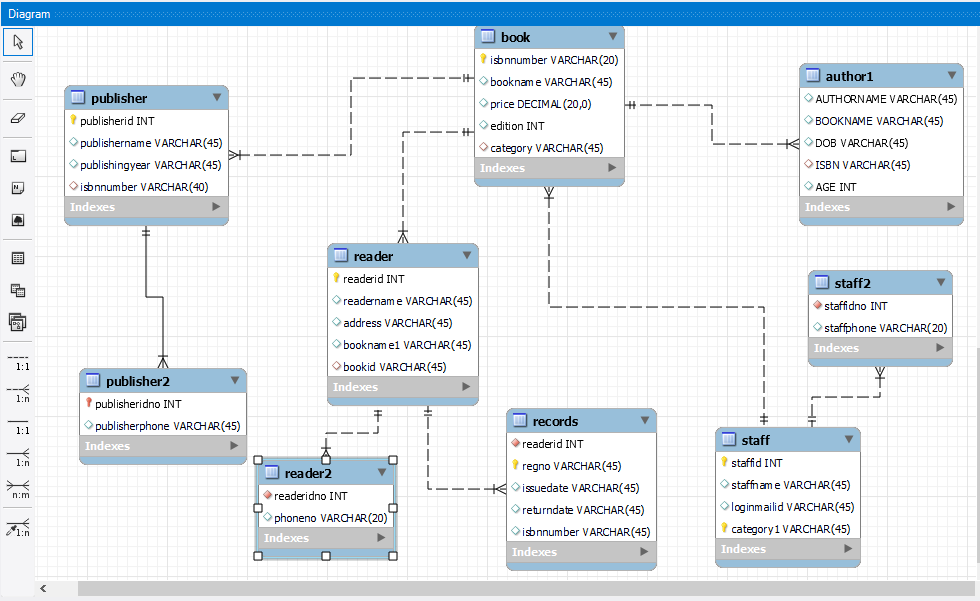 Diagram
book
isbnnumber VARCHAR(20)
bookname VARCHAR(45)
price DECIMAL(20,0)
edition INT
category VARCHAR(45)
Indexes
publisher
publisherid INT
publishername VARCHAR(45)
publishingyear VARCHAR(45)
isbnnumber VARCHAR(40)
Indexes
author1
AUTHORNAME VARCHAR(45)
BOOKNAME VARCHAR(45)
DOB VARCHAR(45)
ISBN VARCHAR(45)
AGE INT
Indexes
reader
readerid INT
readername VARCHAR(45)
address VARCHAR(45)
bookname1 VARCHAR(45)
bookid VARCHAR(45)
Indexes
staff2
staffidno INT
staffphone VARCHAR(20)
Indexes
publisher2
publisheridno INT
publisherphone VARCHAR(45)
Indexes
records
readerid INT
regno VARCHAR(45)
issuedate VARCHAR(45)
returndate VARCHAR(45)
isbnnumber VARCHAR(45)
Indexes
staff
staffid INT
staffname VARCHAR(45)
loginmailid VARCHAR(45)
category1 VARCHAR(45)
Indexes
reader2
readeridno INT
phoneno VARCHAR(20)
Indexes
1:1
1:n
1:1
1:n
n:m
1:n